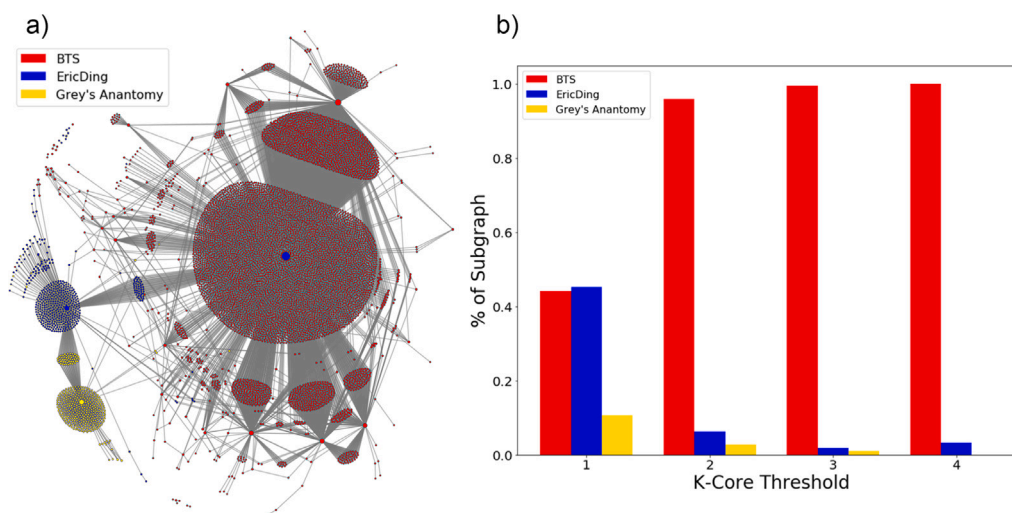 a)
BTS
EricDing
Grey's Anantomy
b)
BTS
EricDing
Grey's Anantomy
% of Subgraph
1.0
0.8
0.6
0.4
0.2
0.0
1 2 3 4
K-Core Threshold